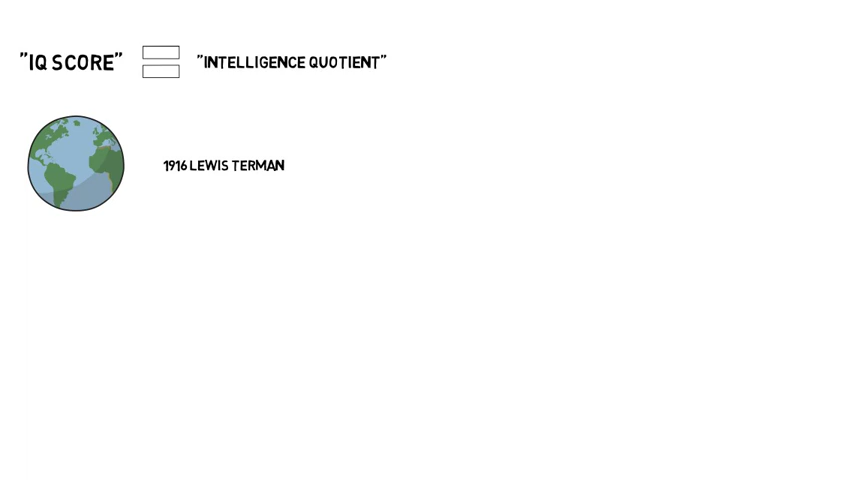 "IQ SCORE"
"INTELLIGENCE QUOTIENT"
1916 LEWIS TERMAN